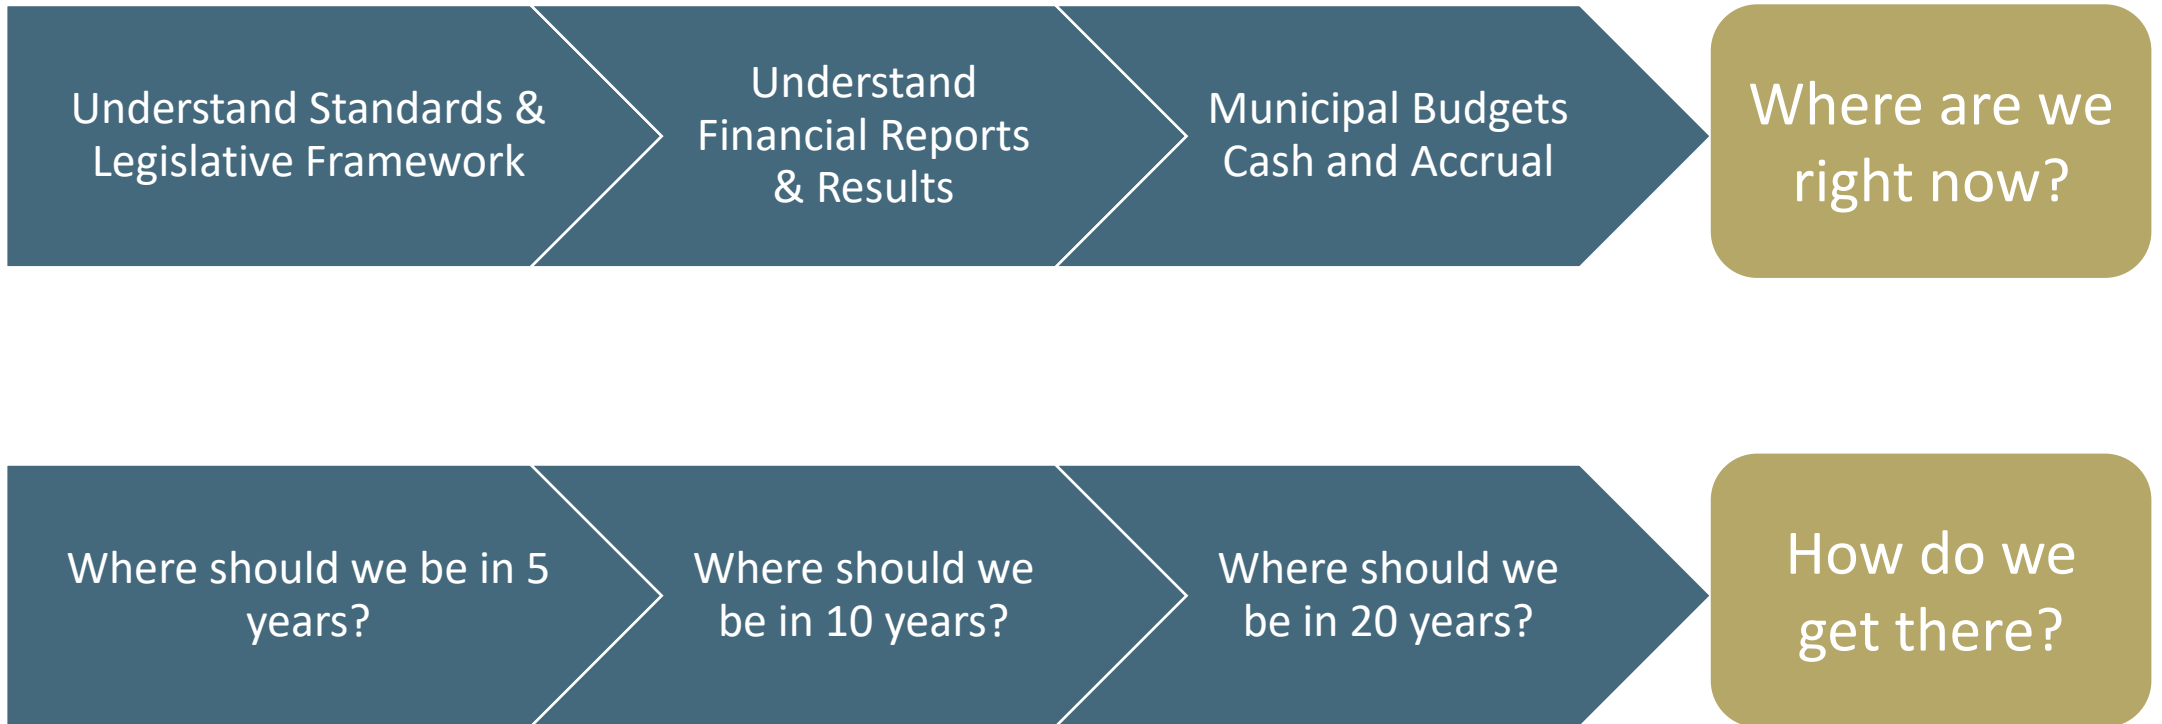 Understand Standards &
Legislative Framework
Understand
Financial Reports
& Results
Municipal Budgets
Cash and Accrual
Where are we
right now?
Where should we be in 5
years?
Where should we
be in 10 years?
Where should we
be in 20 years?
How do we
get there?